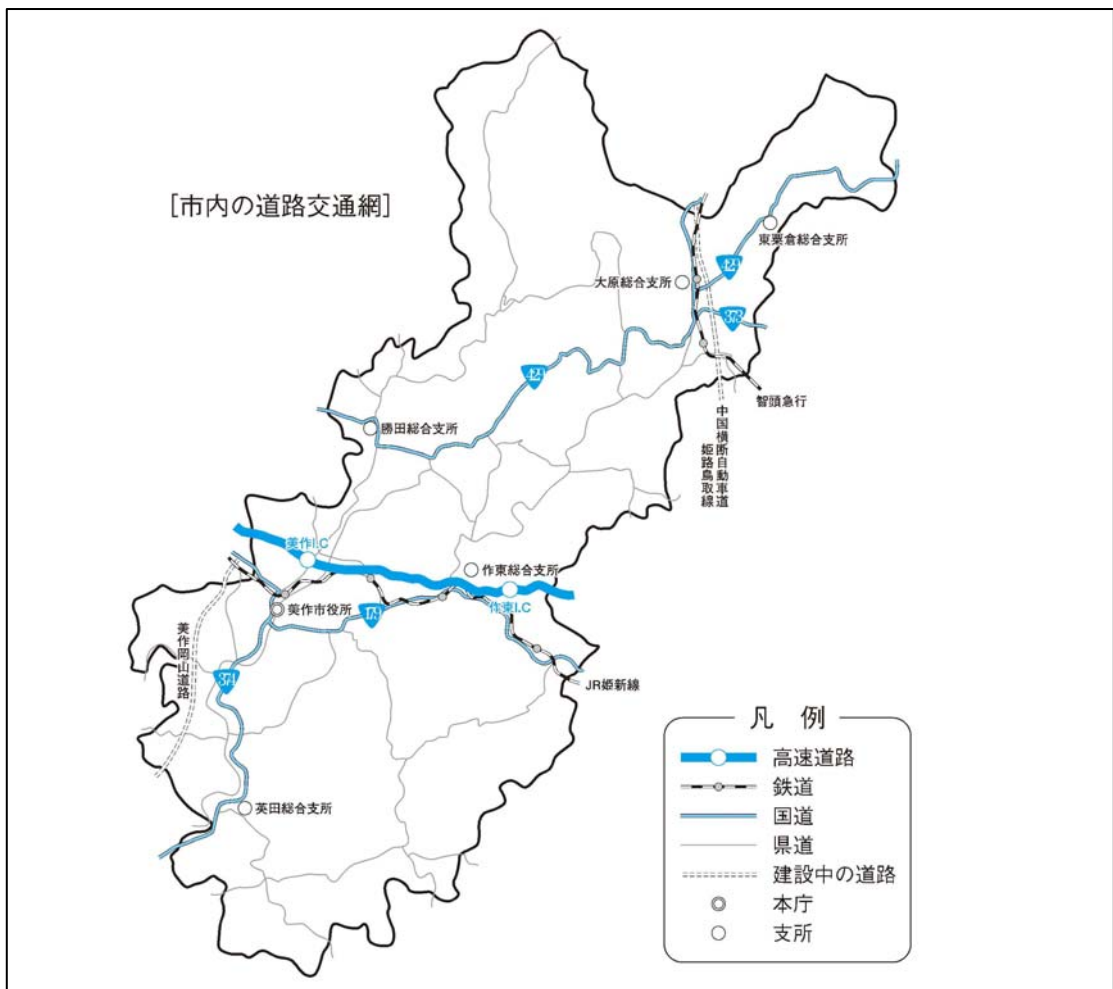 [市内の道路交通網]
東粟倉総合支所
大原総合支所
429
373
智頭急行
中国横断自動車道
姫路鳥取線
429
勝田総合支所
美作I.C
作東総合支所
作東I.C
美作市役所
179
美作岡山道路
374
JR姫新線
英田総合支所
凡 例
高速道路
鉄道
国道
県道
建設中の道路
本庁
支所